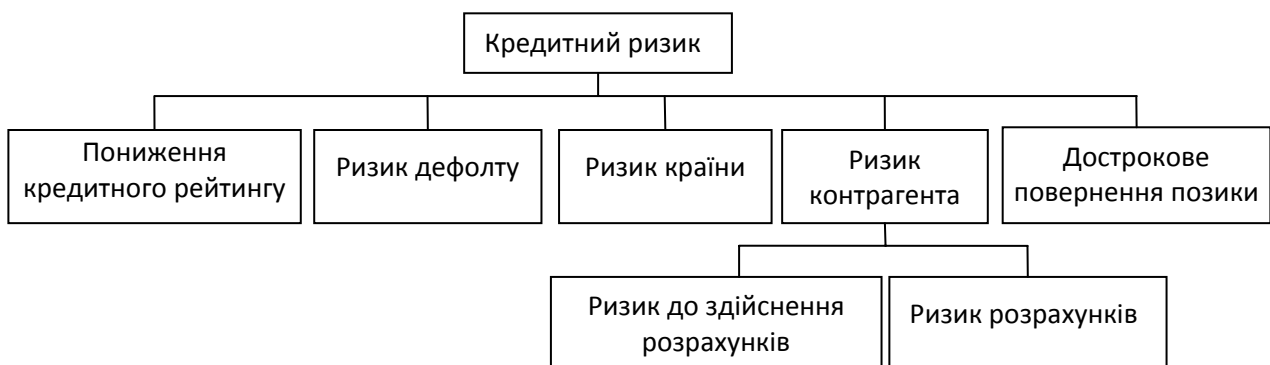 Кредитний ризик
Пониження
кредитного рейтингу
Ризик дефолту
Ризик країни
Ризик
контрагента
Дострокове
повернення позики
Ризик до здійснення
розрахунків
Ризик розрахунків